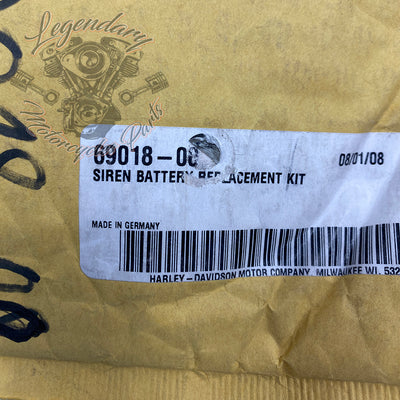 Legendary
Motorcycle Parts
69018-00
08/01/08
SIREN BATTERY REPLACEMENT KIT
MADE IN GERMANY
HARLEY-DAVIDSON MOTOR COMPANY, MILWAUKEE WI. 532